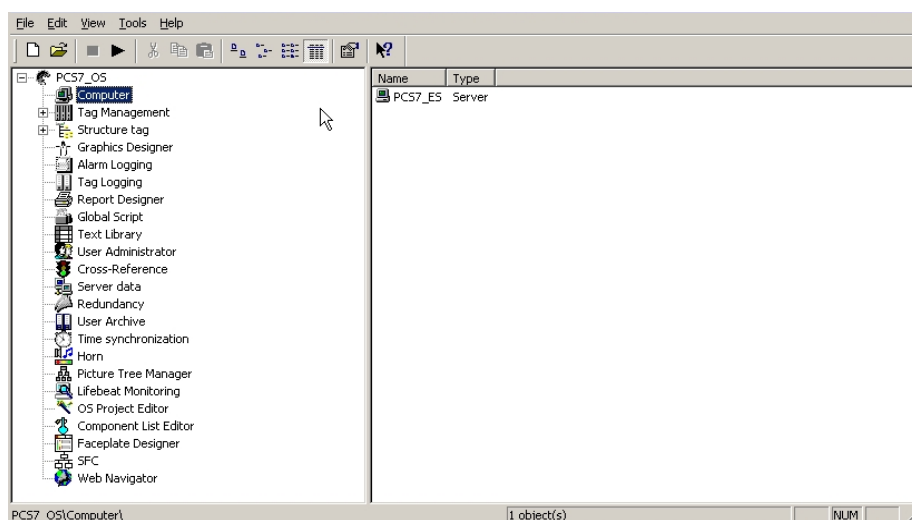 File Edit View Tools Help
PCS7_OS
Computer
Tag Management
Structure tag
Graphics Designer
Alarm Logging
Tag Logging
Report Designer
Global Script
Text Library
User Administrator
Cross-Reference
Server data
Redundancy
User Archive
Time synchronization
Horn
Picture Tree Manager
Lifebeat Monitoring
OS Project Editor
Component List Editor
Faceplate Designer
SFC
Web Navigator
Name Type
PCS7_ES Server
PCS7_OS\Computer\ 1 object(s) NUM